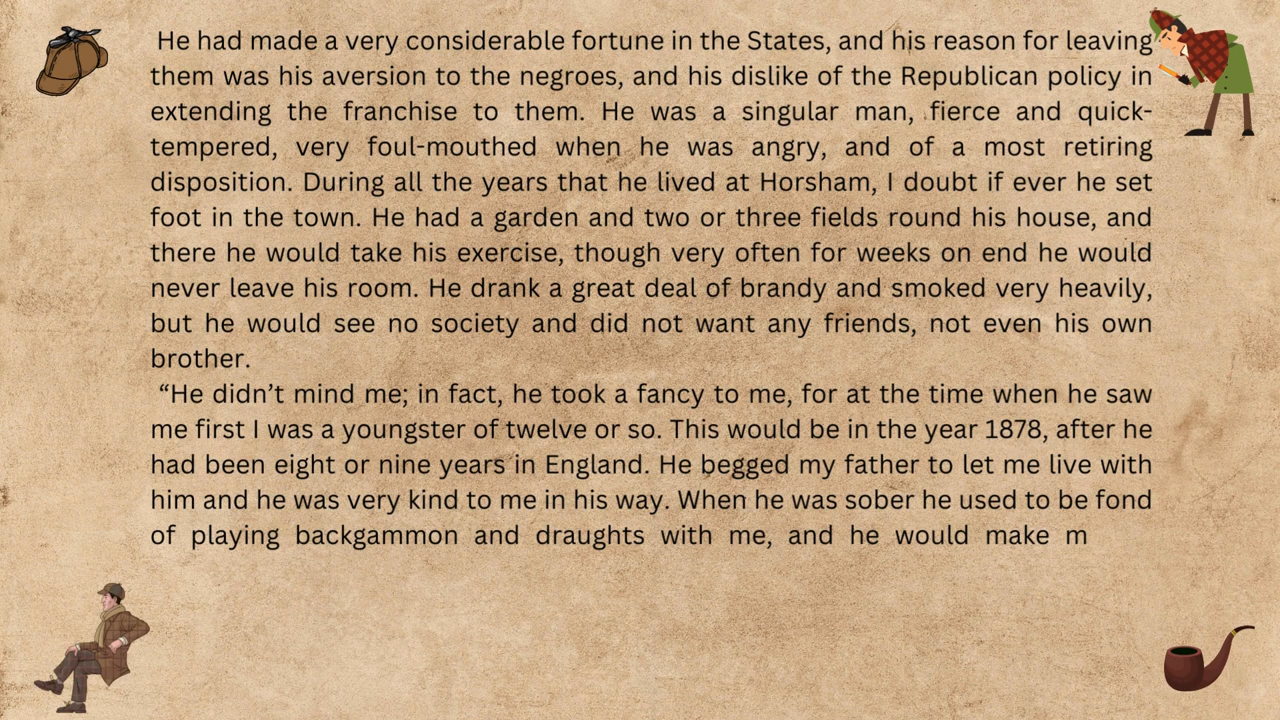 He had made a very considerable fortune in the States, and his reason for leaving
them was his aversion to the negroes, and his dislike of the Republican policy in
extending the franchise to them. He was a singular man, fierce and quick-
tempered, very foul-mouthed when he was angry, and of a most retiring
disposition. During all the years that he lived at Horsham, I doubt if ever he set
foot in the town. He had a garden and two or three fields round his house, and
there he would take his exercise, though very often for weeks on end he would
never leave his room. He drank a great deal of brandy and smoked very heavily,
but he would see no society and did not want any friends, not even his own
brother.
“He didn’t mind me; in fact, he took a fancy to me, for at the time when he saw
me first I was a youngster of twelve or so. This would be in the year 1878, after he
had been eight or nine years in England. He begged my father to let me live with
him and he was very kind to me in his way. When he was sober he used to be fond
of playing backgammon and draughts with me, and he would make m